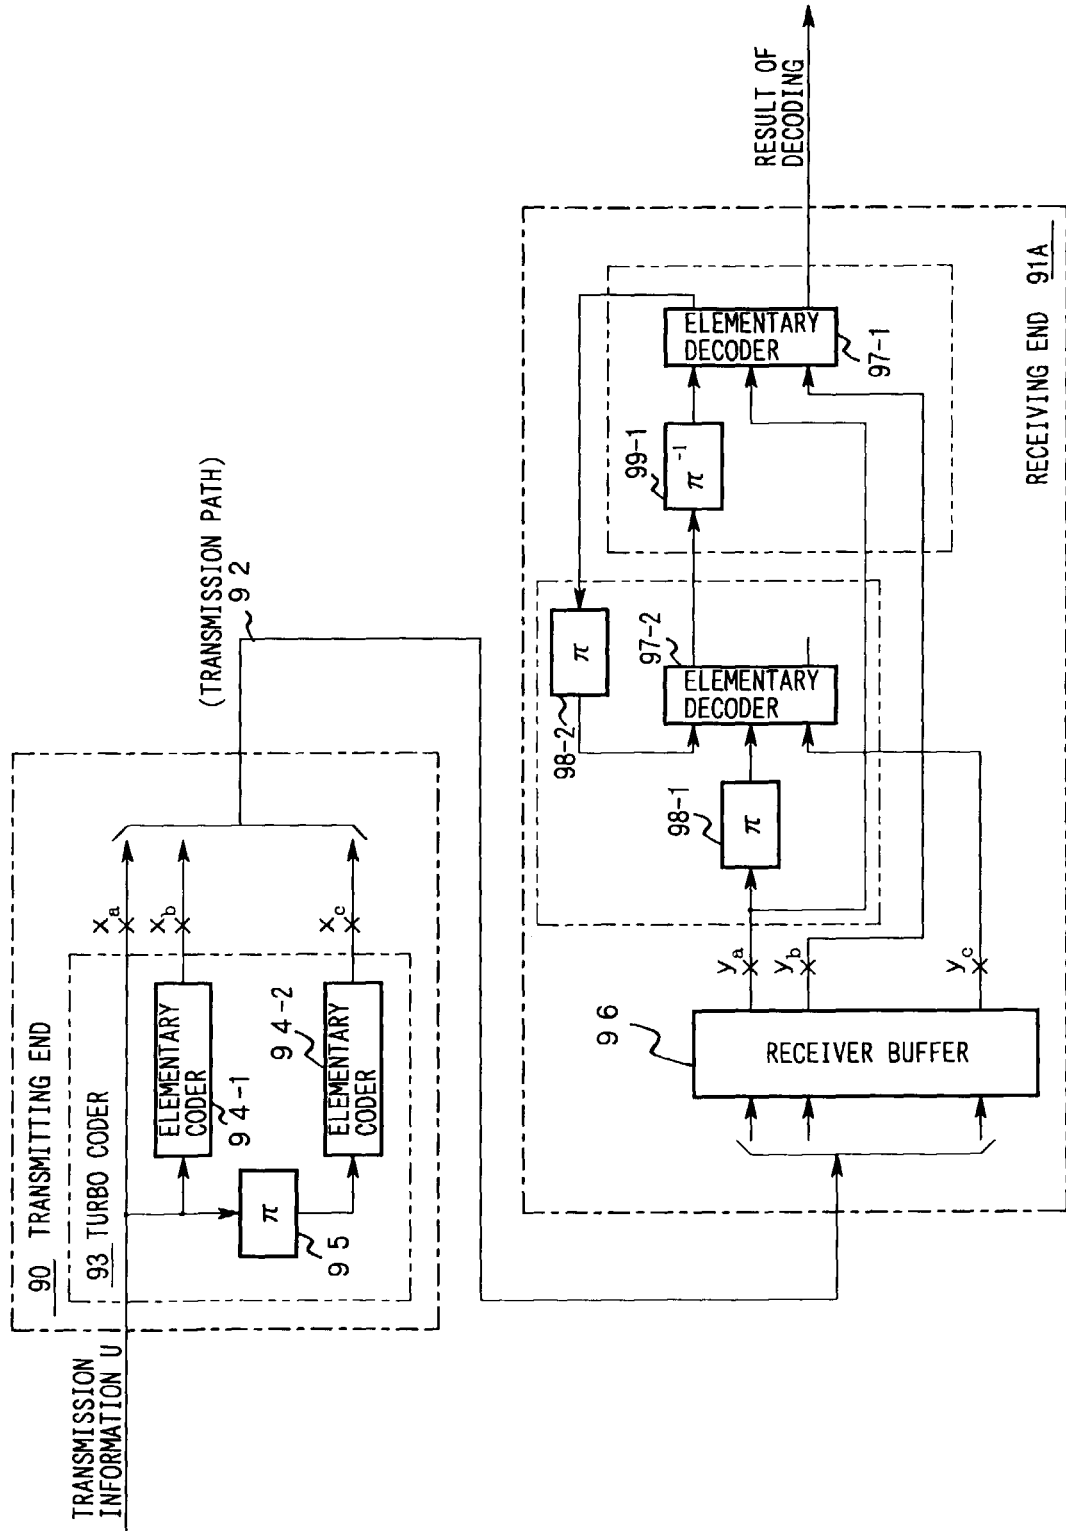 TRANSMISSION
INFORMATION U
90 TRANSMITTING END
93 TURBO CODER
ELEMENTARY
CODER
94-1
π
95
ELEMENTARY
CODER
94-2
xa
xb
xc
(TRANSMISSION PATH)
92
96
RECEIVER BUFFER
ya
yb
yc
98-1
π
98-2
π
97-2
ELEMENTARY
DECODER
99-1
π-1
ELEMENTARY
DECODER
97-1
RESULT OF
DECODING
RECEIVING END 91A